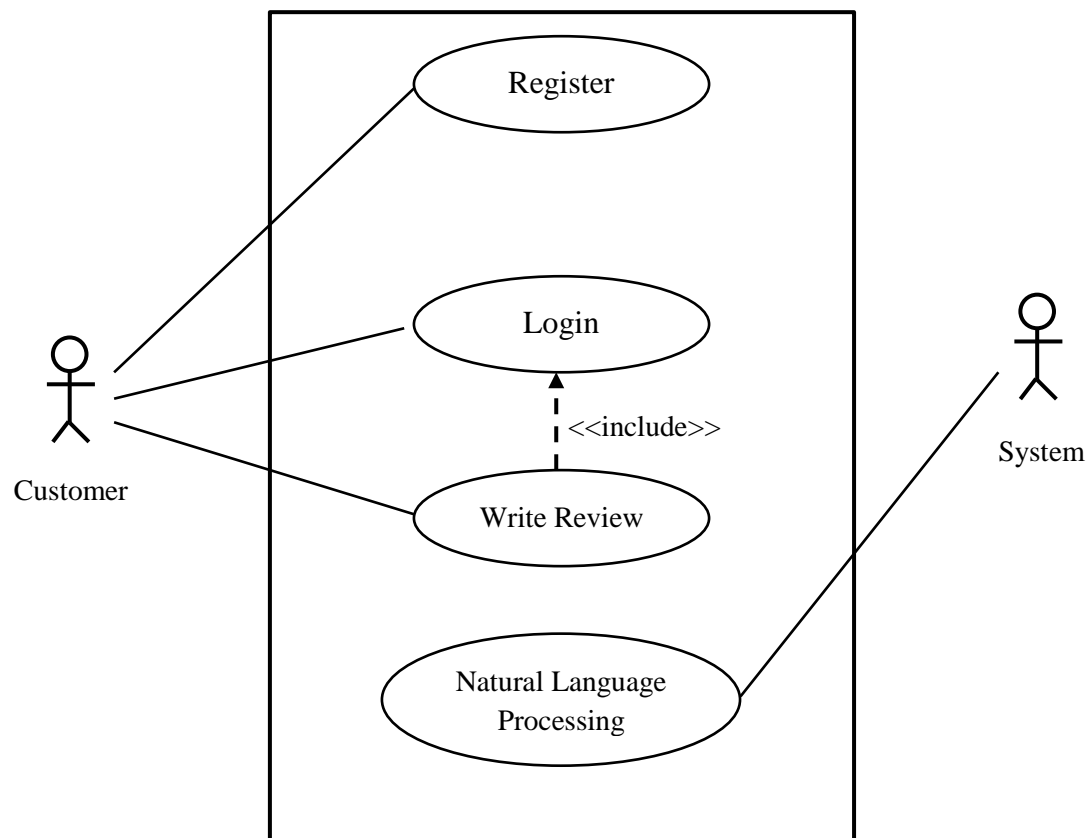 Register
Login
<<include>>
System
Customer
Write Review
Natural Language
Processing